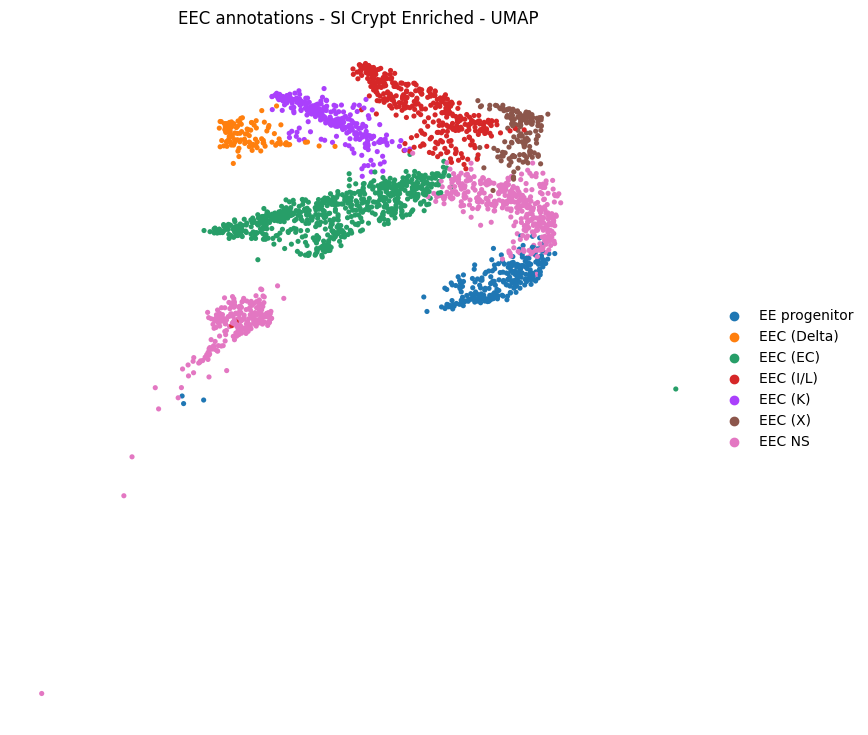 EEC annotations - SI Crypt Enriched - UMAP
EE progenitor
EEC (Delta)
EEC (EC)
EEC (I/L)
EEC (K)
EEC (X)
EEC NS